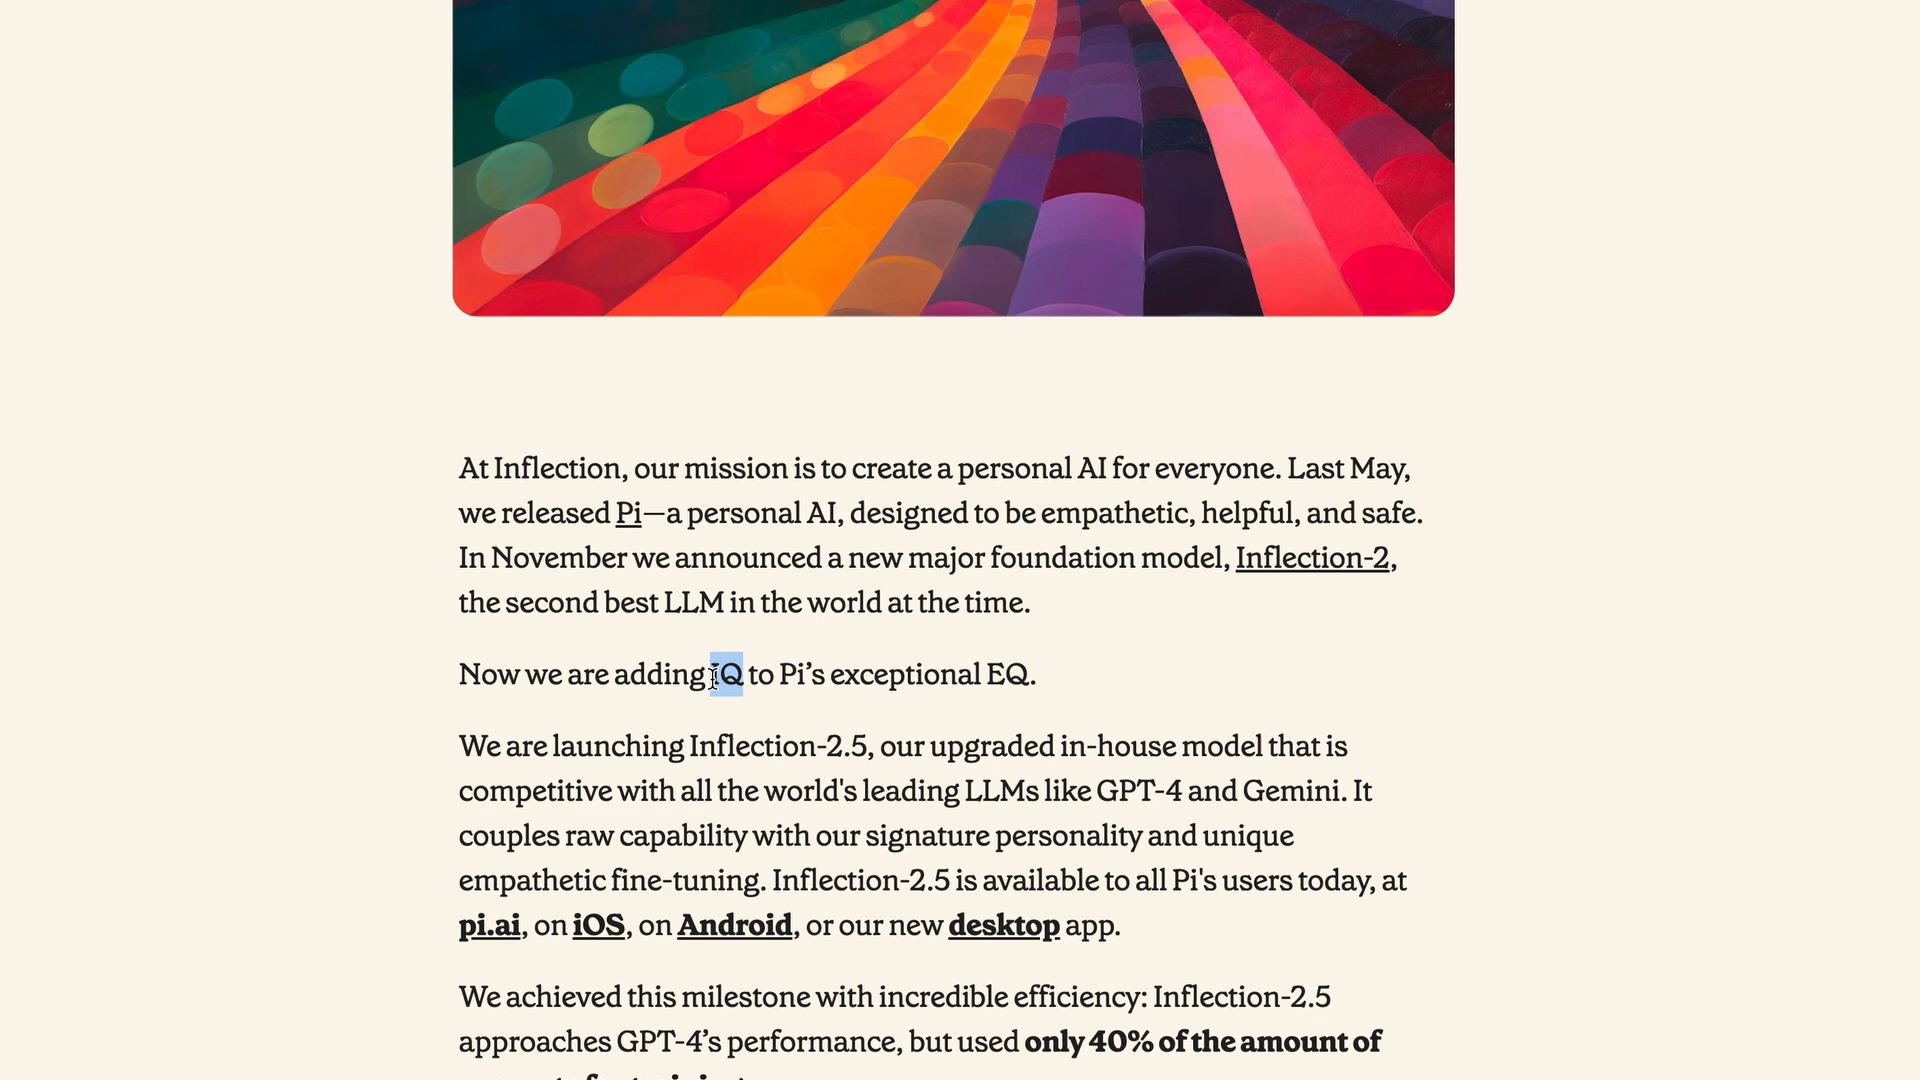 At Inflection, our mission is to create a personal AI for everyone. Last May,
we released Pi—a personal AI, designed to be empathetic, helpful, and safe.
In November we announced a new major foundation model, Inflection-2,
the second best LLM in the world at the time.
Now we are adding IQ to Pi’s exceptional EQ.
We are launching Inflection-2.5, our upgraded in-house model that is
competitive with all the world's leading LLMs like GPT-4 and Gemini. It
couples raw capability with our signature personality and unique
empathetic fine-tuning. Inflection-2.5 is available to all Pi's users today, at
pi.ai, on iOS, on Android, or our new desktop app.
We achieved this milestone with incredible efficiency: Inflection-2.5
approaches GPT-4’s performance, but used only 40% of the amount of